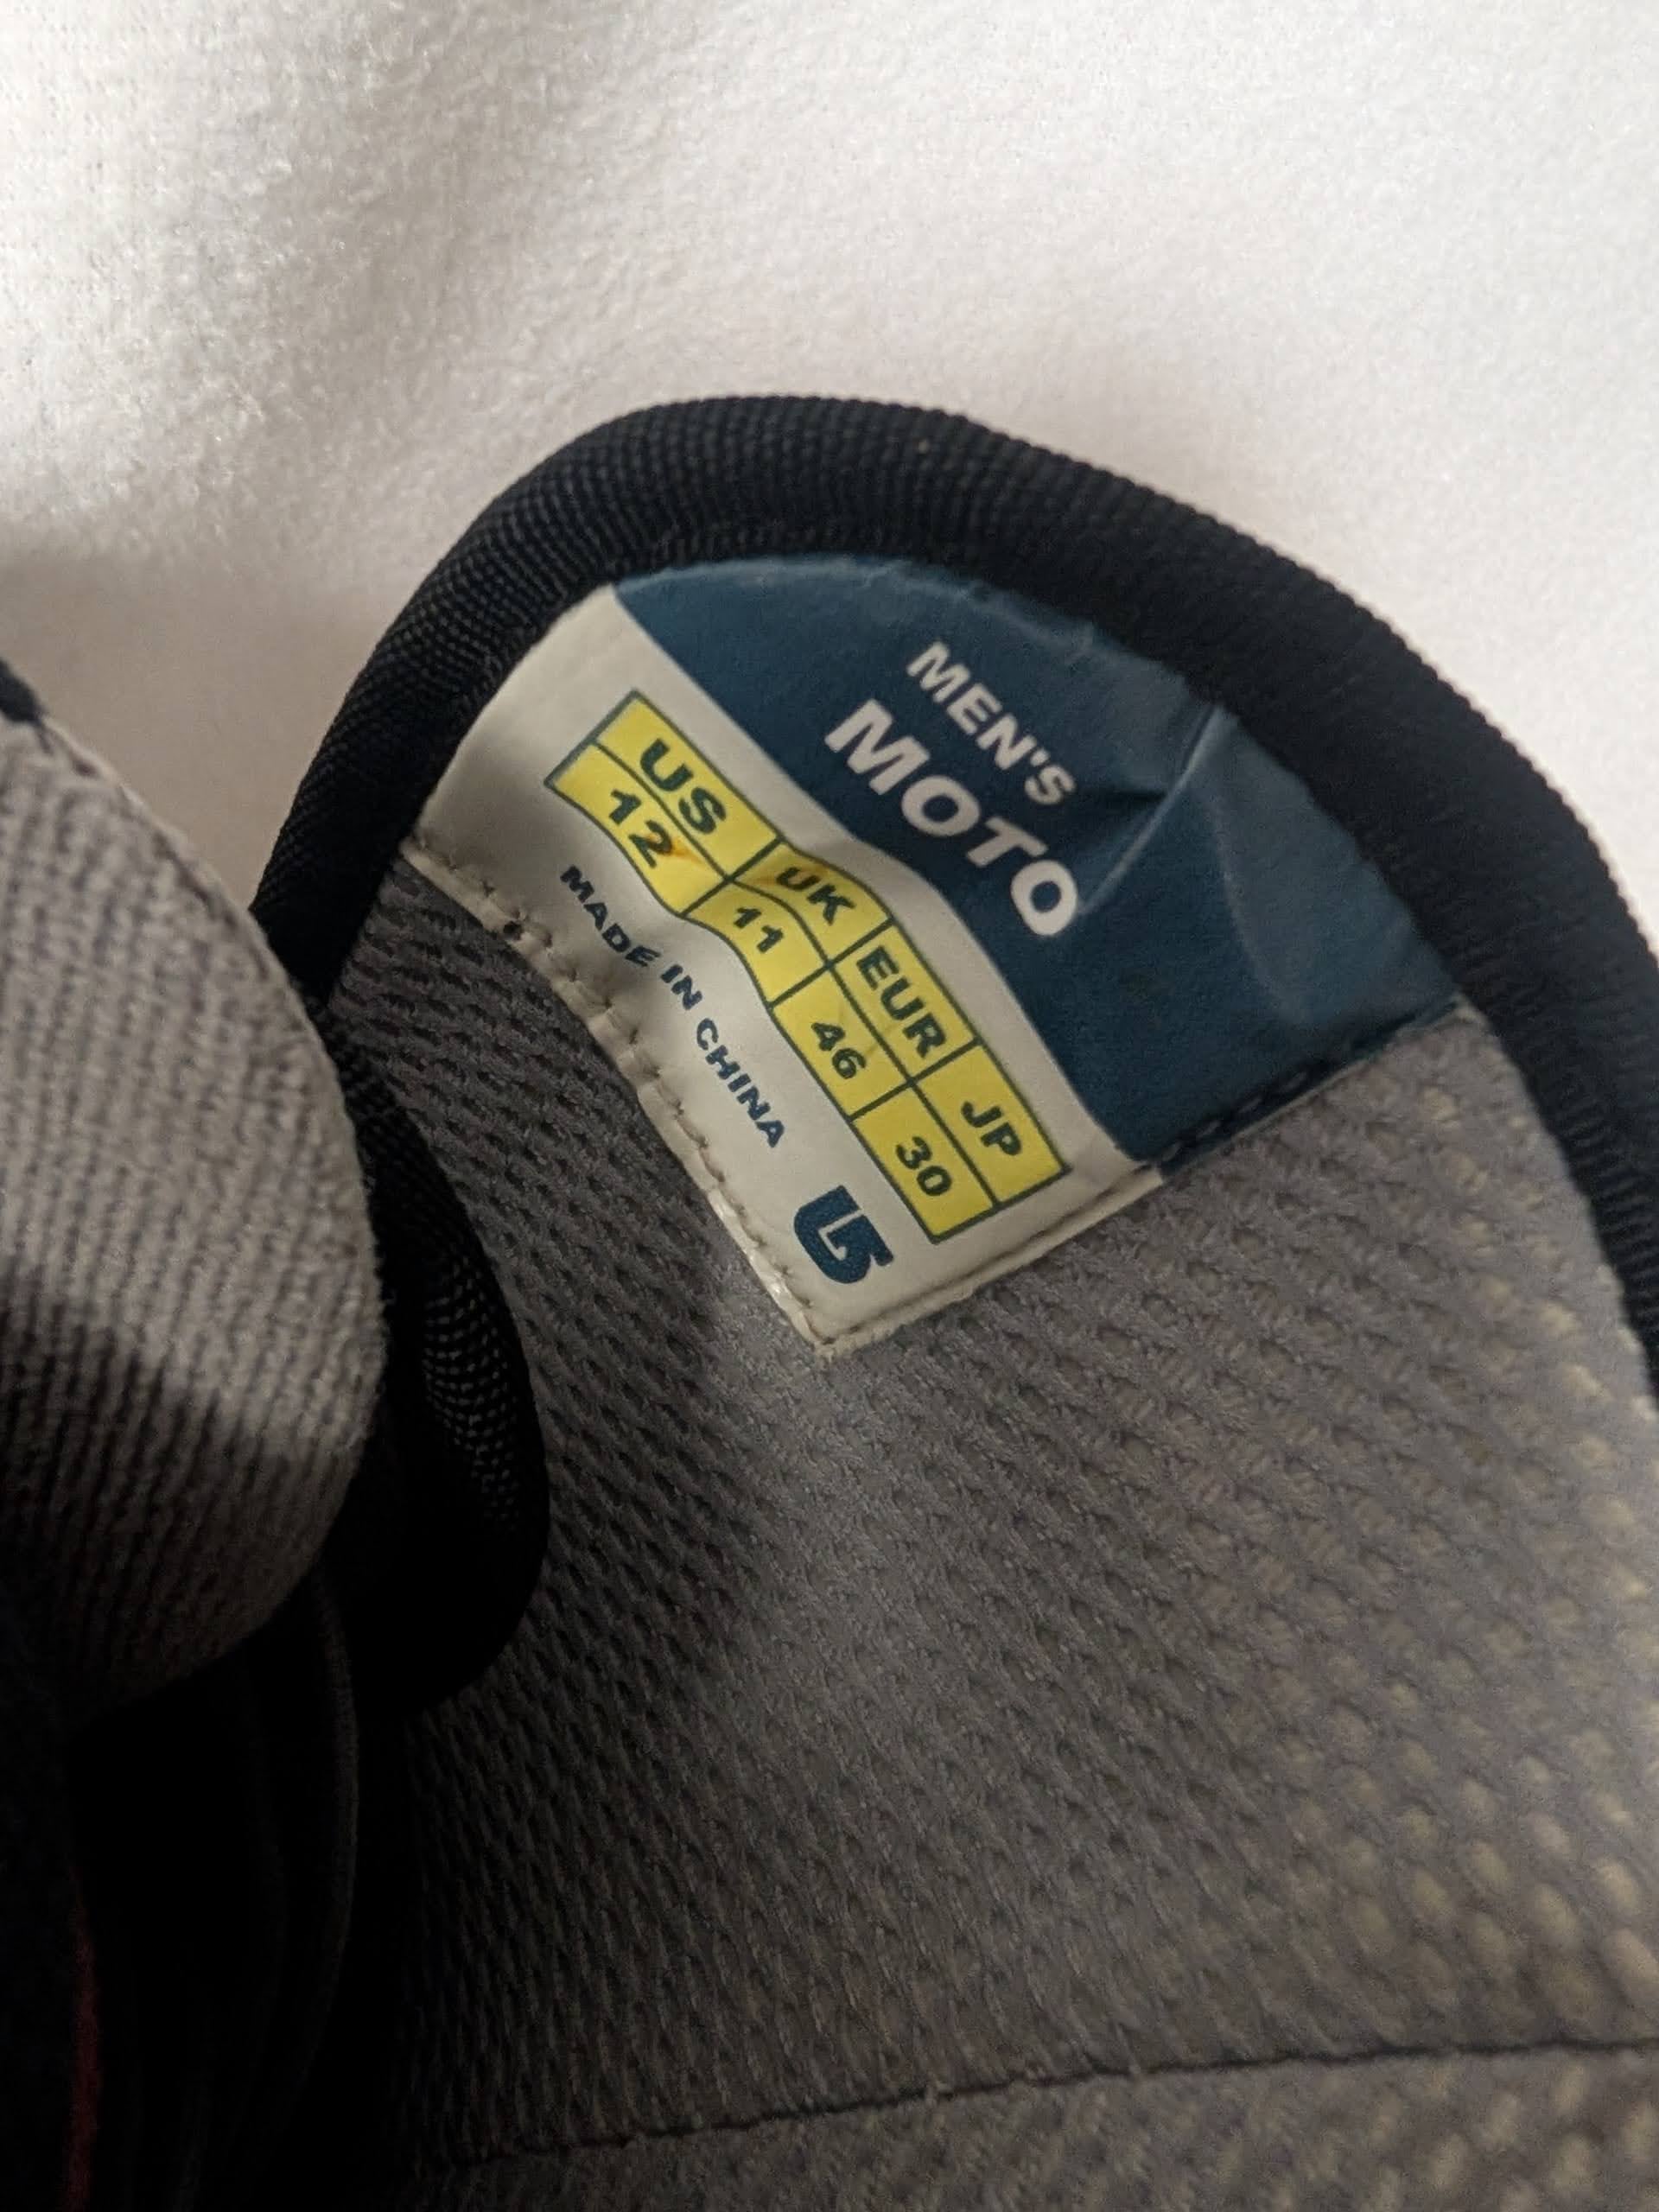 MEN'S
MOTO
US UK EUR JP
12 11 46 30
MADE IN CHINA